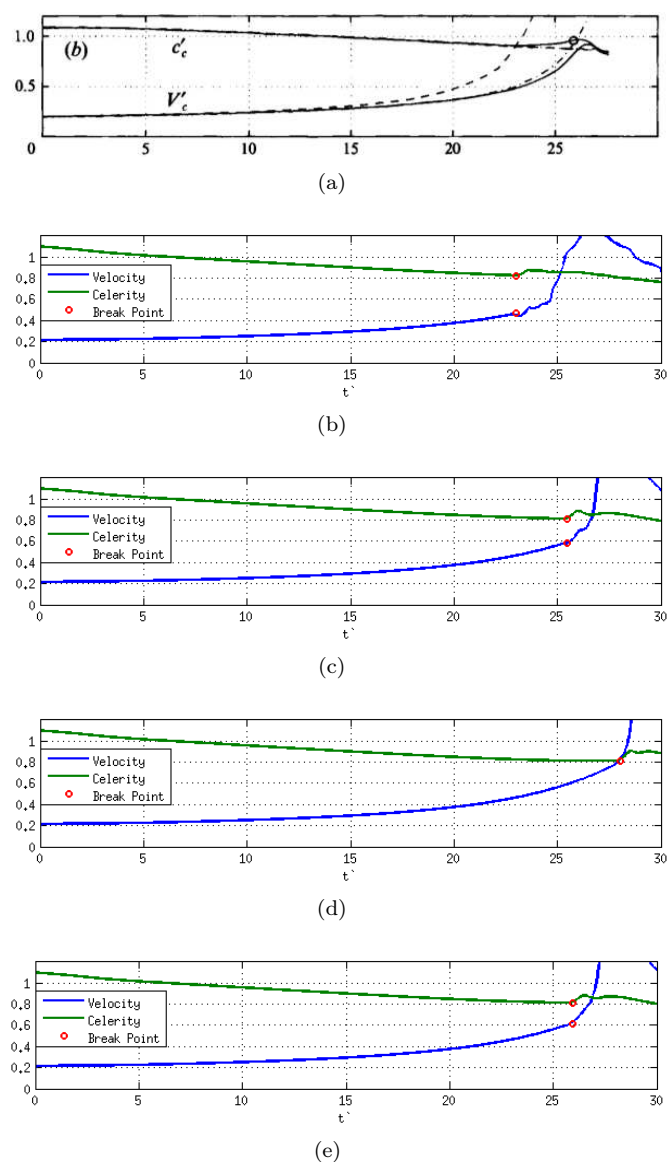 1.0
(b)
c'c
0.5
V'c
0 5 10 15 20 25
(a)
1
0.8
0.6
0.4
0.2
0
Velocity
Celerity
Break Point
0 5 10 15 20 25 30
t`
(b)
1
0.8
0.6
0.4
0.2
0
Velocity
Celerity
Break Point
0 5 10 15 20 25 30
t`
(c)
1
0.8
0.6
0.4
0.2
0
Velocity
Celerity
Break Point
0 5 10 15 20 25 30
t`
(d)
1
0.8
0.6
0.4
0.2
0
Velocity
Celerity
Break Point
0 5 10 15 20 25 30
t`
(e)